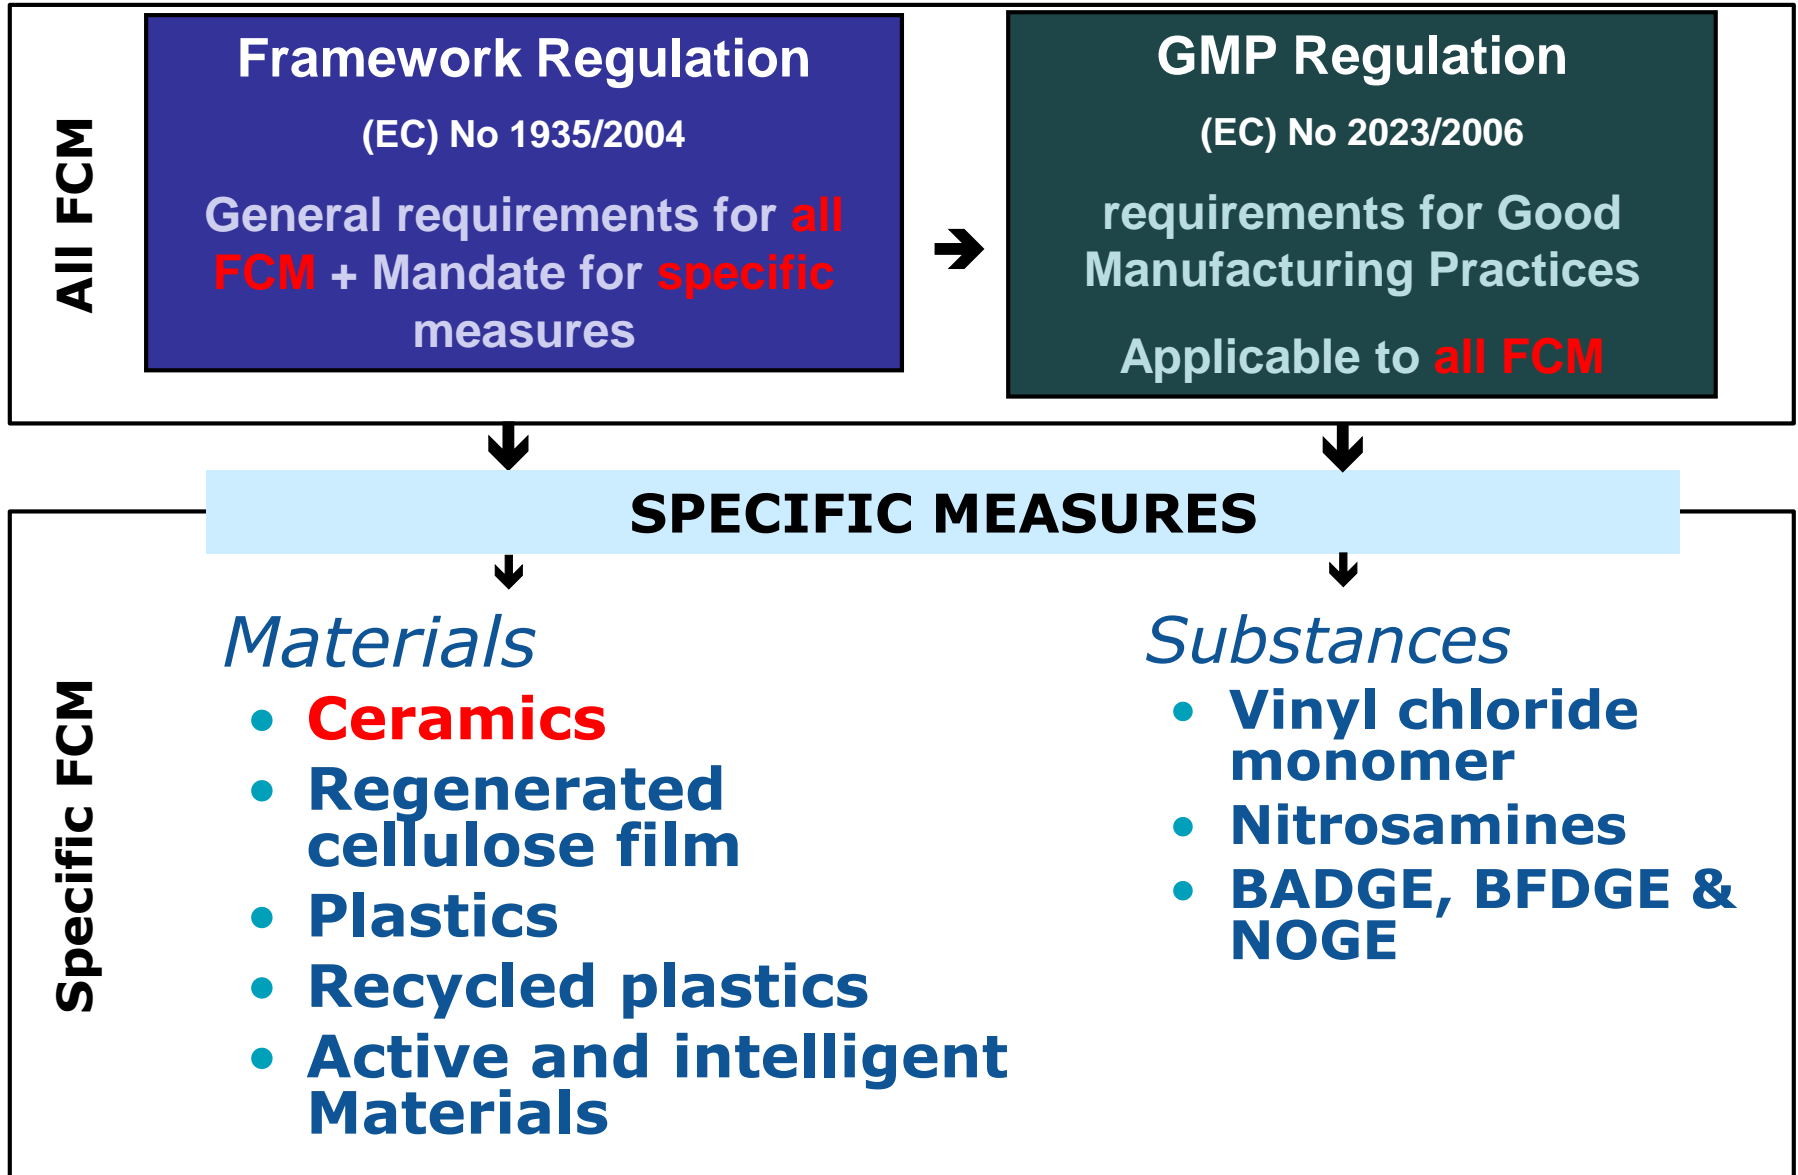 All FCM
Framework Regulation
(EC) No 1935/2004
General requirements for all
FCM + Mandate for specific
measures
GMP Regulation
(EC) No 2023/2006
requirements for Good
Manufacturing Practices
Applicable to all FCM
SPECIFIC MEASURES
Specific FCM
Materials
• Ceramics
• Regenerated
cellulose film
• Plastics
• Recycled plastics
• Active and intelligent
Materials
Substances
• Vinyl chloride
monomer
• Nitrosamines
• BADGE, BFDGE &
NOGE